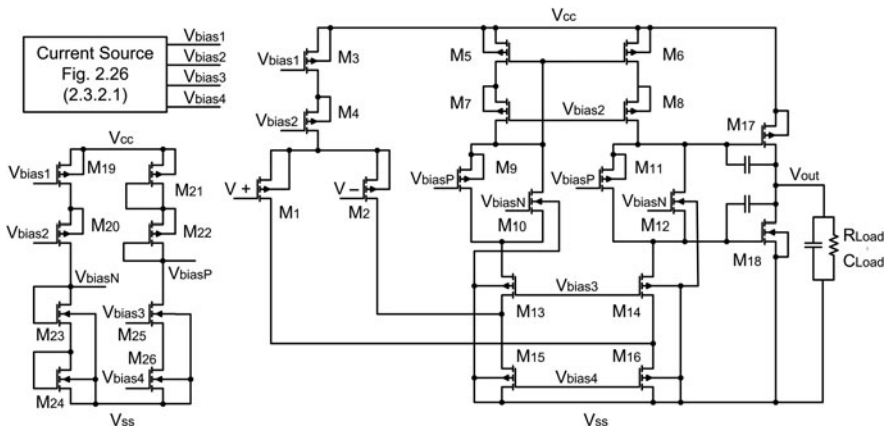 Current Source
Fig. 2.26
(2.3.2.1)
Vbias1
Vbias2
Vbias3
Vbias4
Vcc
Vbias1
M3
Vbias2
M4
V +
M1
V −
M2
M5
M6
M7
Vbias2
M8
M17
VbiasP
M9
VbiasN
M10
VbiasP
M11
VbiasN
M12
Vout
M18
RLoad
CLoad
Vbias3
M13
M14
M15
M16
Vbias4
Vss
Vcc
Vbias1
M19
M21
Vbias2
M20
M22
VbiasN
VbiasP
M23
Vbias3
M25
M26
M24
Vbias4
Vss